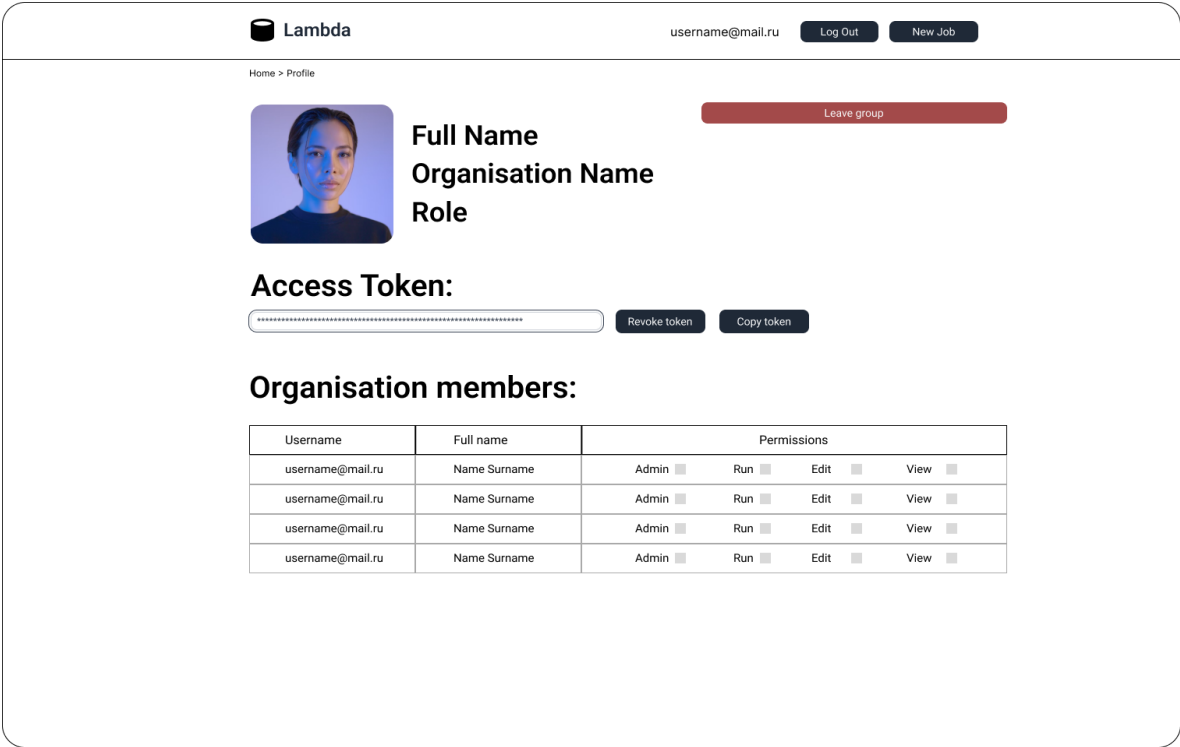 Lambda
username@mail.ru Log Out New Job
Home > Profile
Leave group
Full Name
Organisation Name
Role
Access Token:
******************************************************************
Revoke token Copy token
Organisation members:
Username Full name Permissions
username@mail.ru Name Surname Admin Run Edit View
username@mail.ru Name Surname Admin Run Edit View
username@mail.ru Name Surname Admin Run Edit View
username@mail.ru Name Surname Admin Run Edit View